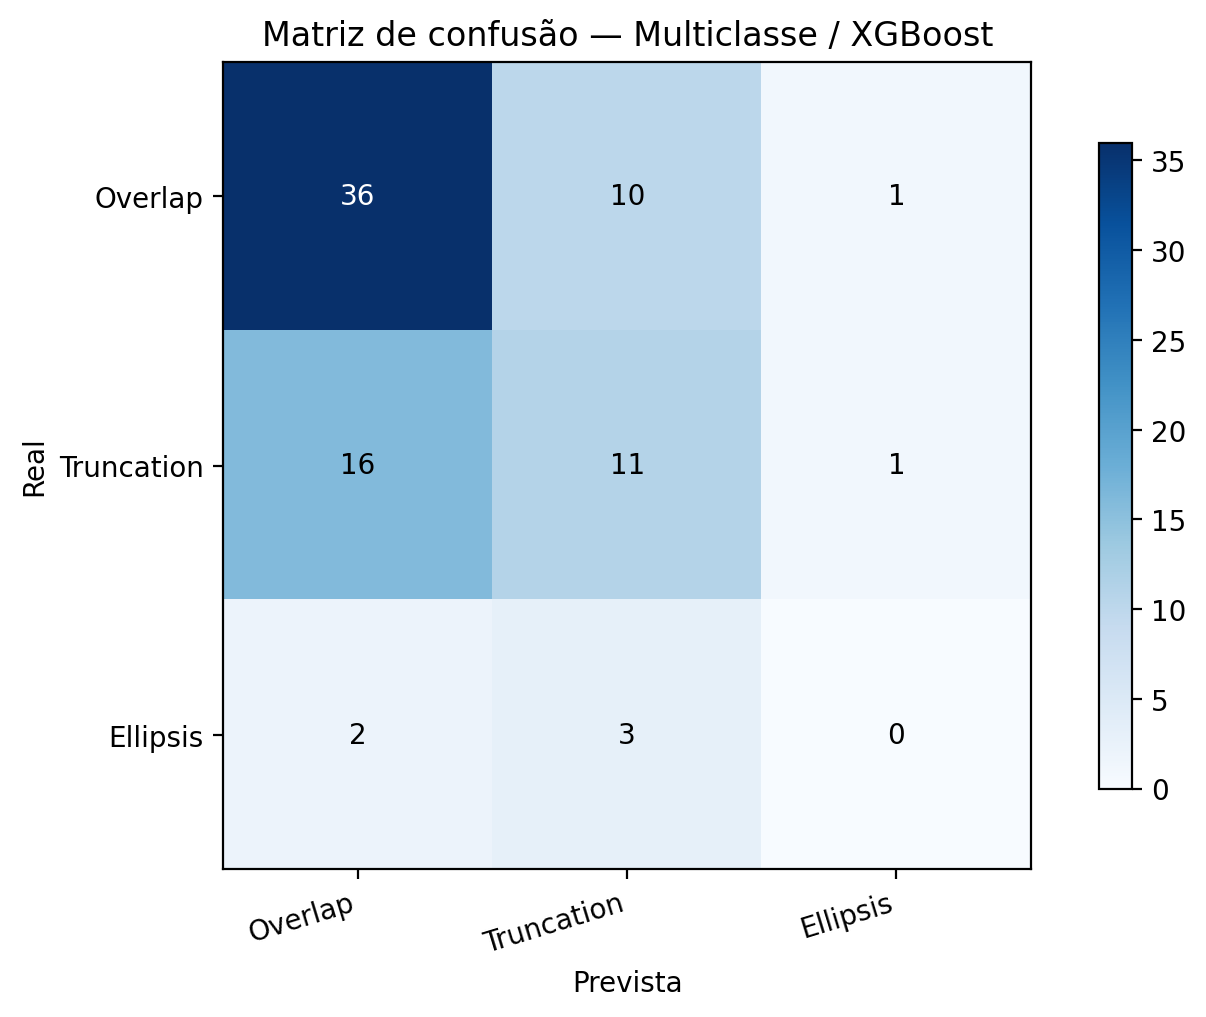 Matriz de confusão — Multiclasse / XGBoost
Real
Overlap
36 10 1
Truncation
16 11 1
Ellipsis
2 3 0
Overlap Truncation Ellipsis
Prevista
35
30
25
20
15
10
5
0